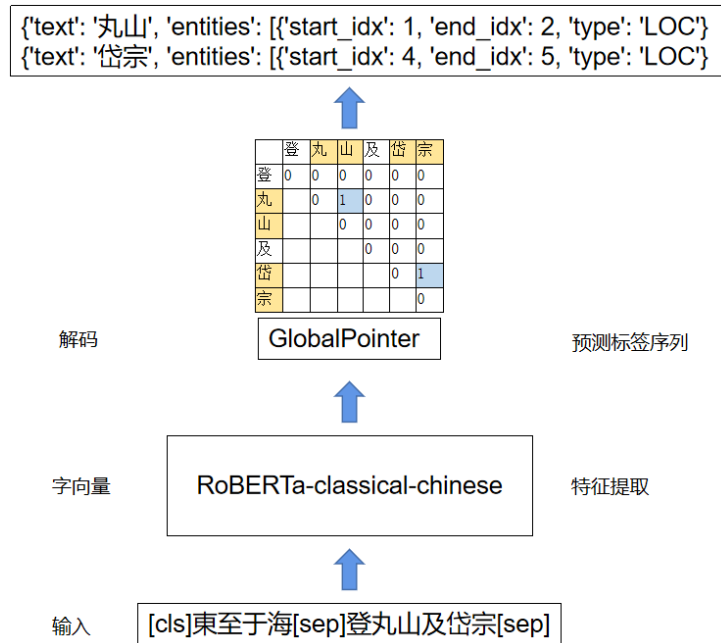 {'text': '丸山', 'entities': [{'start_idx': 1, 'end_idx': 2, 'type': 'LOC'}
{'text': '岱宗', 'entities': [{'start_idx': 4, 'end_idx': 5, 'type': 'LOC'}
登 丸 山 及 岱 宗
登 0 0 0 0 0 0
丸 0 1 0 0 0
山 0 0 0 0
及 0 0 0
岱 0 1
宗 0
解码 GlobalPointer 预测标签序列
字向量 RoBERTa-classical-chinese 特征提取
输入 [cls]東至于海[sep]登丸山及岱宗[sep]